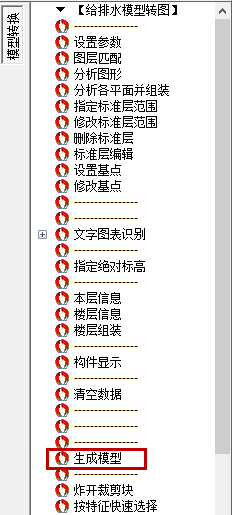 模型转换
【给排水模型转图】
----------------
设置参数
图层匹配
分析图形
分析各平面并组装
指定标准层范围
修改标准层范围
删除标准层
标准层编辑
设置基点
修改基点
----------------
----------------
文字图表识别
----------------
指定绝对标高
----------------
本层信息
楼层信息
楼层组装
----------------
构件显示
----------------
清空数据
----------------
----------------
----------------
生成模型
----------------
炸开裁剪块
按特征快速选择